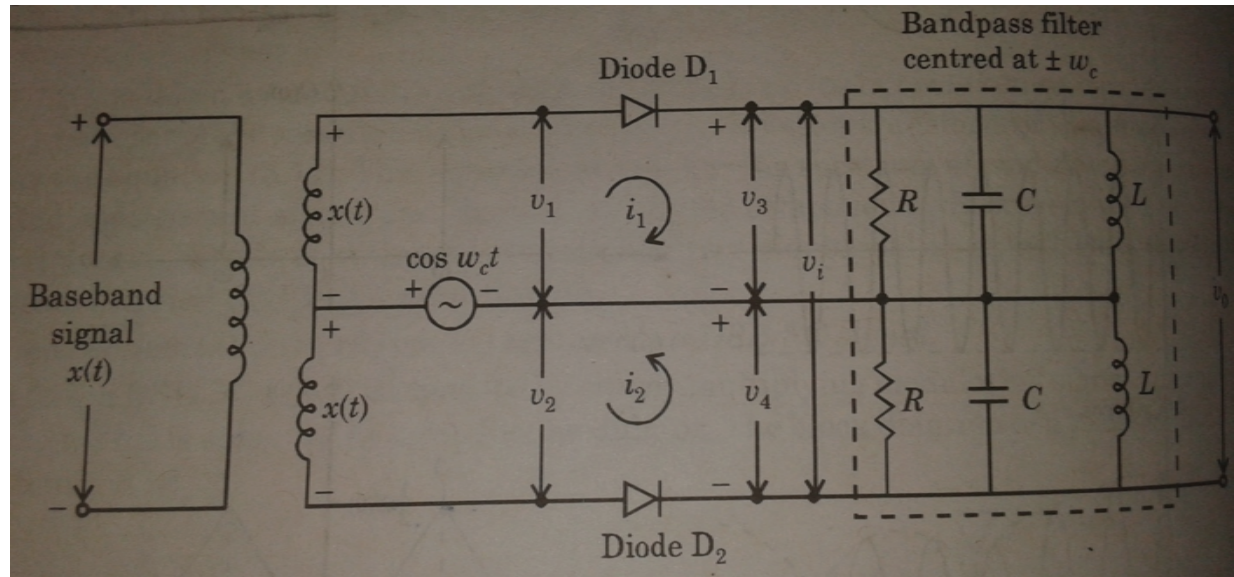 Bandpass filter
centred at ± w_c
Diode D₁
+
+
+
x(t)
v₁
i₁
v₃
v_i
R
C
L
cos w_c t
−
+
−
−
+
+
Baseband
signal
x(t)
v₀
x(t)
v₂
i₂
v₄
R
C
L
−
−
−
Diode D₂